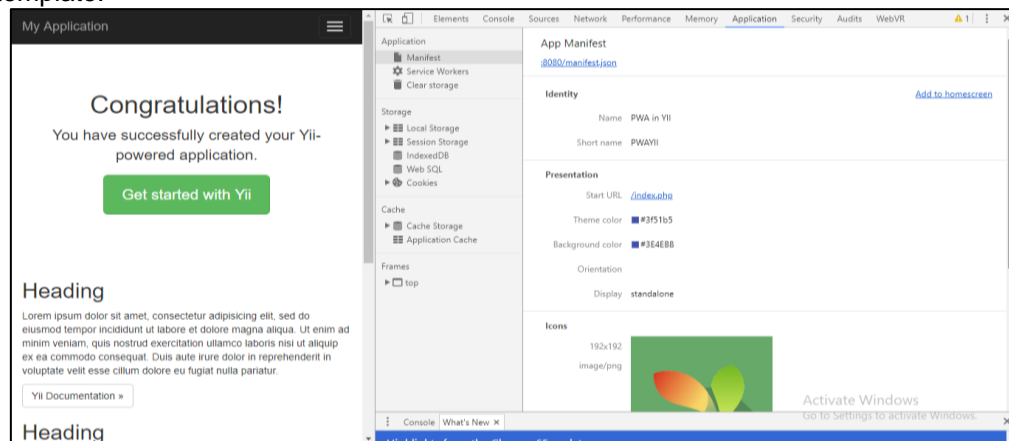 My Application
Congratulations!
You have successfully created your Yii-
powered application.
Get started with Yii
Heading
Lorem ipsum dolor sit amet, consectetur adipisicing elit, sed do
eiusmod tempor incididunt ut labore et dolore magna aliqua. Ut enim ad
minim veniam, quis nostrud exercitation ullamco laboris nisi ut aliquip
ex ea commodo consequat. Duis aute irure dolor in reprehenderit in
voluptate velit esse cillum dolore eu fugiat nulla pariatur.
Yii Documentation »
Heading
Elements Console Sources Network Performance Memory Application Security Audits WebVR 1
Application
Manifest
Service Workers
Clear storage
Storage
Local Storage
Session Storage
IndexedDB
Web SQL
Cookies
Cache
Cache Storage
Application Cache
Frames
top
App Manifest
:8080/manifest.json
Identity Add to homescreen
Name PWA in YII
Short name PWAYII
Presentation
Start URL /index.php
Theme color #3f51b5
Background color #3E4EBB
Orientation
Display standalone
Icons
192x192
image/png
Activate Windows
Go to Settings to activate Windows.
Console What's New ×